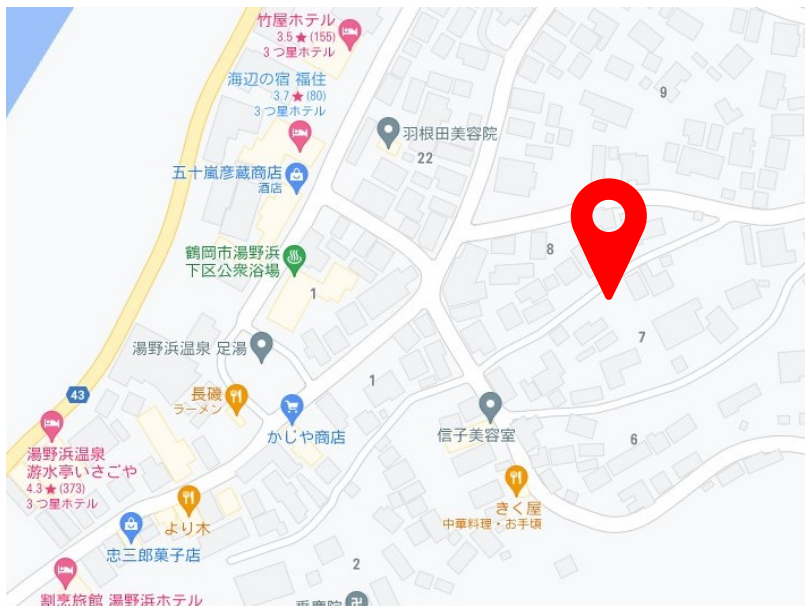 竹屋ホテル
3.5 ★ (155)
3 つ星ホテル
海辺の宿 福住
3.7 ★ (80)
3 つ星ホテル
9
羽根田美容院
22
五十嵐彦蔵商店
酒店
鶴岡市湯野浜
下区公衆浴場
8
1
7
湯野浜温泉 足湯
1
43
長磯
ラーメン
かじや商店
信子美容室
6
湯野浜温泉
游水亭いさごや
4.3 ★ (373)
3 つ星ホテル
きく屋
中華料理・お手頃
より木
忠三郎菓子店
2
割烹旅館 湯野浜ホテル